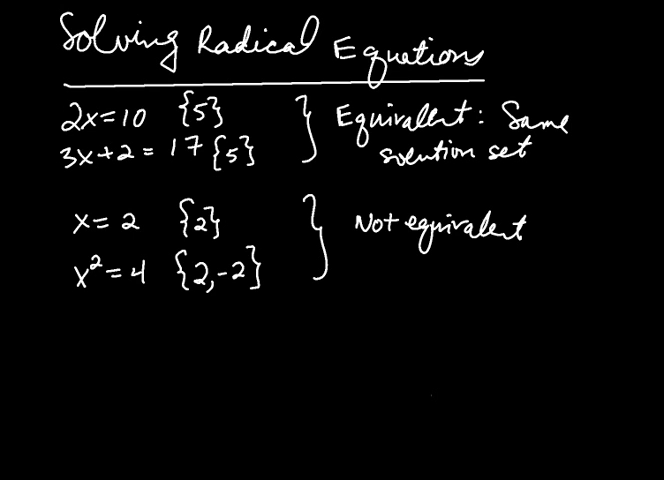 Solving Radical Equations
2x=10 {5} } Equivalent: Same
3x+2=17 {5} solution set
x=2 {2} } Not equivalent
x²=4 {2,-2}